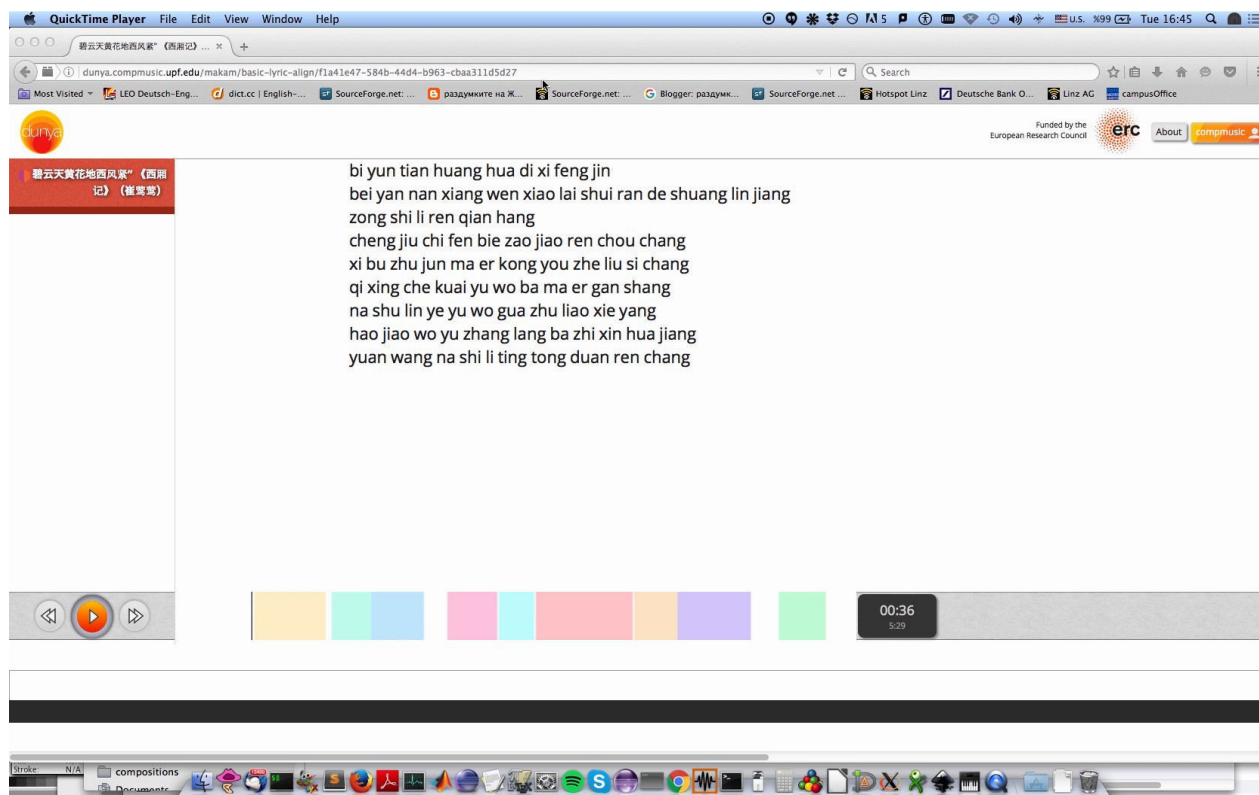 QuickTime Player File Edit View Window Help
5 U.S. %99 Tue 16:45
碧云天黄花地西风紧“《西厢记》 ... × +
dunya.compmusic.upf.edu/makam/basic-lyric-align/f1a41e47-584b-44d4-b963-cbaa311d5d27
Search
Most Visited LEO Deutsch-Eng... dict.cc | English-... SourceForge.net: ... раздумките на Ж... SourceForge.net: ... Blogger: раздумк... SourceForge.net ... Hotspot Linz Deutsche Bank O... Linz AG campusOffice
dunya
Funded by the
European Research Council
erc
About
compmusic
碧云天黄花地西风紧“《西厢
记》（崔莺莺）
bi yun tian huang hua di xi feng jin
bei yan nan xiang wen xiao lai shui ran de shuang lin jiang
zong shi li ren qian hang
cheng jiu chi fen bie zao jiao ren chou chang
xi bu zhu jun ma er kong you zhe liu si chang
qi xing che kuai yu wo ba ma er gan shang
na shu lin ye yu wo gua zhu liao xie yang
hao jiao wo yu zhang lang ba zhi xin hua jiang
yuan wang na shi li ting tong duan ren chang
00:36
5:29
Stroke: N/A
compositions
Documents